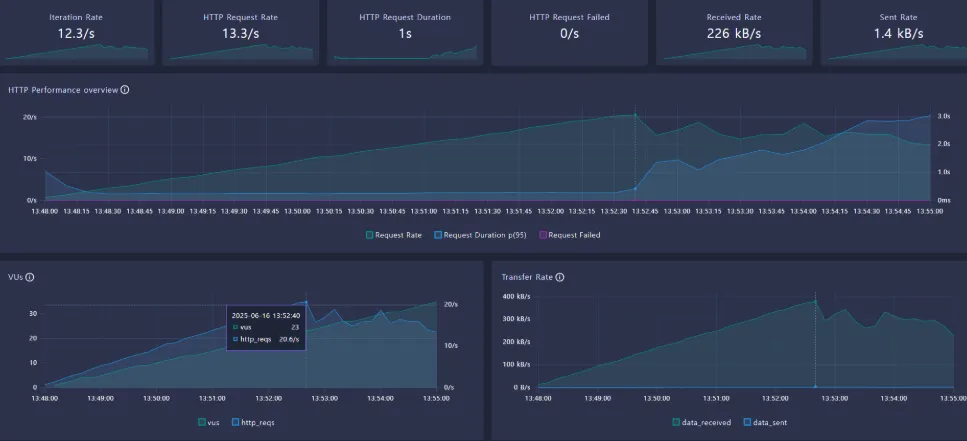 Iteration Rate
12.3/s
HTTP Request Rate
13.3/s
HTTP Request Duration
1s
HTTP Request Failed
0/s
Received Rate
226 kB/s
Sent Rate
1.4 kB/s
HTTP Performance overview
20/s
10/s
0/s
3.0s
2.0s
1.0s
0ms
13:48:00 13:48:15 13:48:30 13:48:45 13:49:00 13:49:15 13:49:30 13:49:45 13:50:00 13:50:15 13:50:30 13:50:45 13:51:00 13:51:15 13:51:30 13:51:45 13:52:00 13:52:15 13:52:30 13:52:45 13:53:00 13:53:15 13:53:30 13:53:45 13:54:00 13:54:15 13:54:30 13:54:45 13:55:00
Request Rate Request Duration p(95) Request Failed
VUs
30
20
10
0
20/s
10/s
0/s
2025-06-16 13:52:40
vus 23
http_reqs 20.6/s
13:48:00 13:49:00 13:50:00 13:51:00 13:52:00 13:53:00 13:54:00 13:55:00
vus http_reqs
Transfer Rate
400 kB/s
300 kB/s
200 kB/s
100 kB/s
0 B/s
13:48:00 13:49:00 13:50:00 13:51:00 13:52:00 13:53:00 13:54:00 13:55:00
data_received data_sent